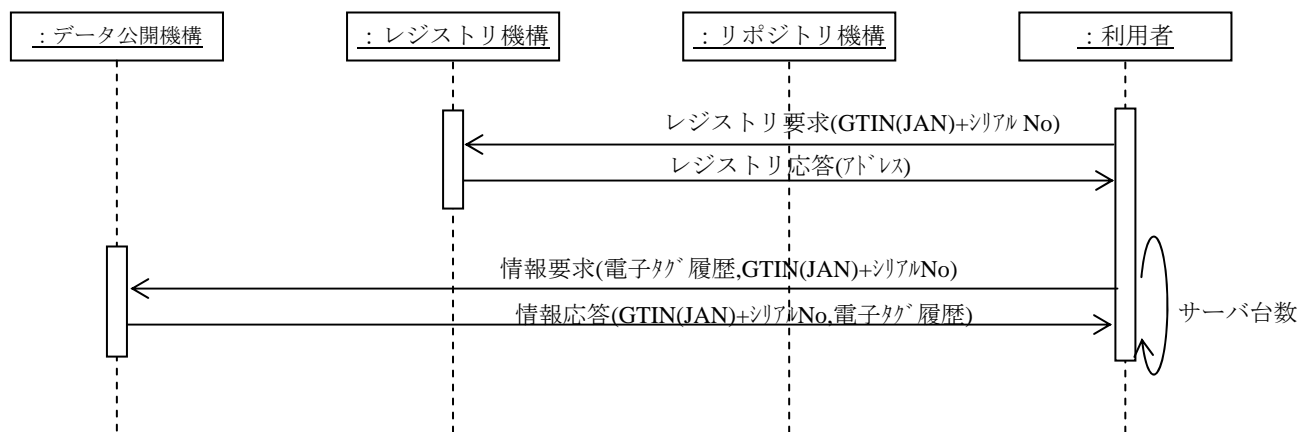 ：データ公開機構
：レジストリ機構
：リポジトリ機構
：利用者
レジストリ要求(GTIN(JAN)+ｼﾘｱﾙ No)
レジストリ応答(ｱﾄﾞﾚｽ)
情報要求(電子ﾀｸﾞ履歴,GTIN(JAN)+ｼﾘｱﾙNo)
情報応答(GTIN(JAN)+ｼﾘｱﾙNo,電子ﾀｸﾞ履歴)
サーバ台数